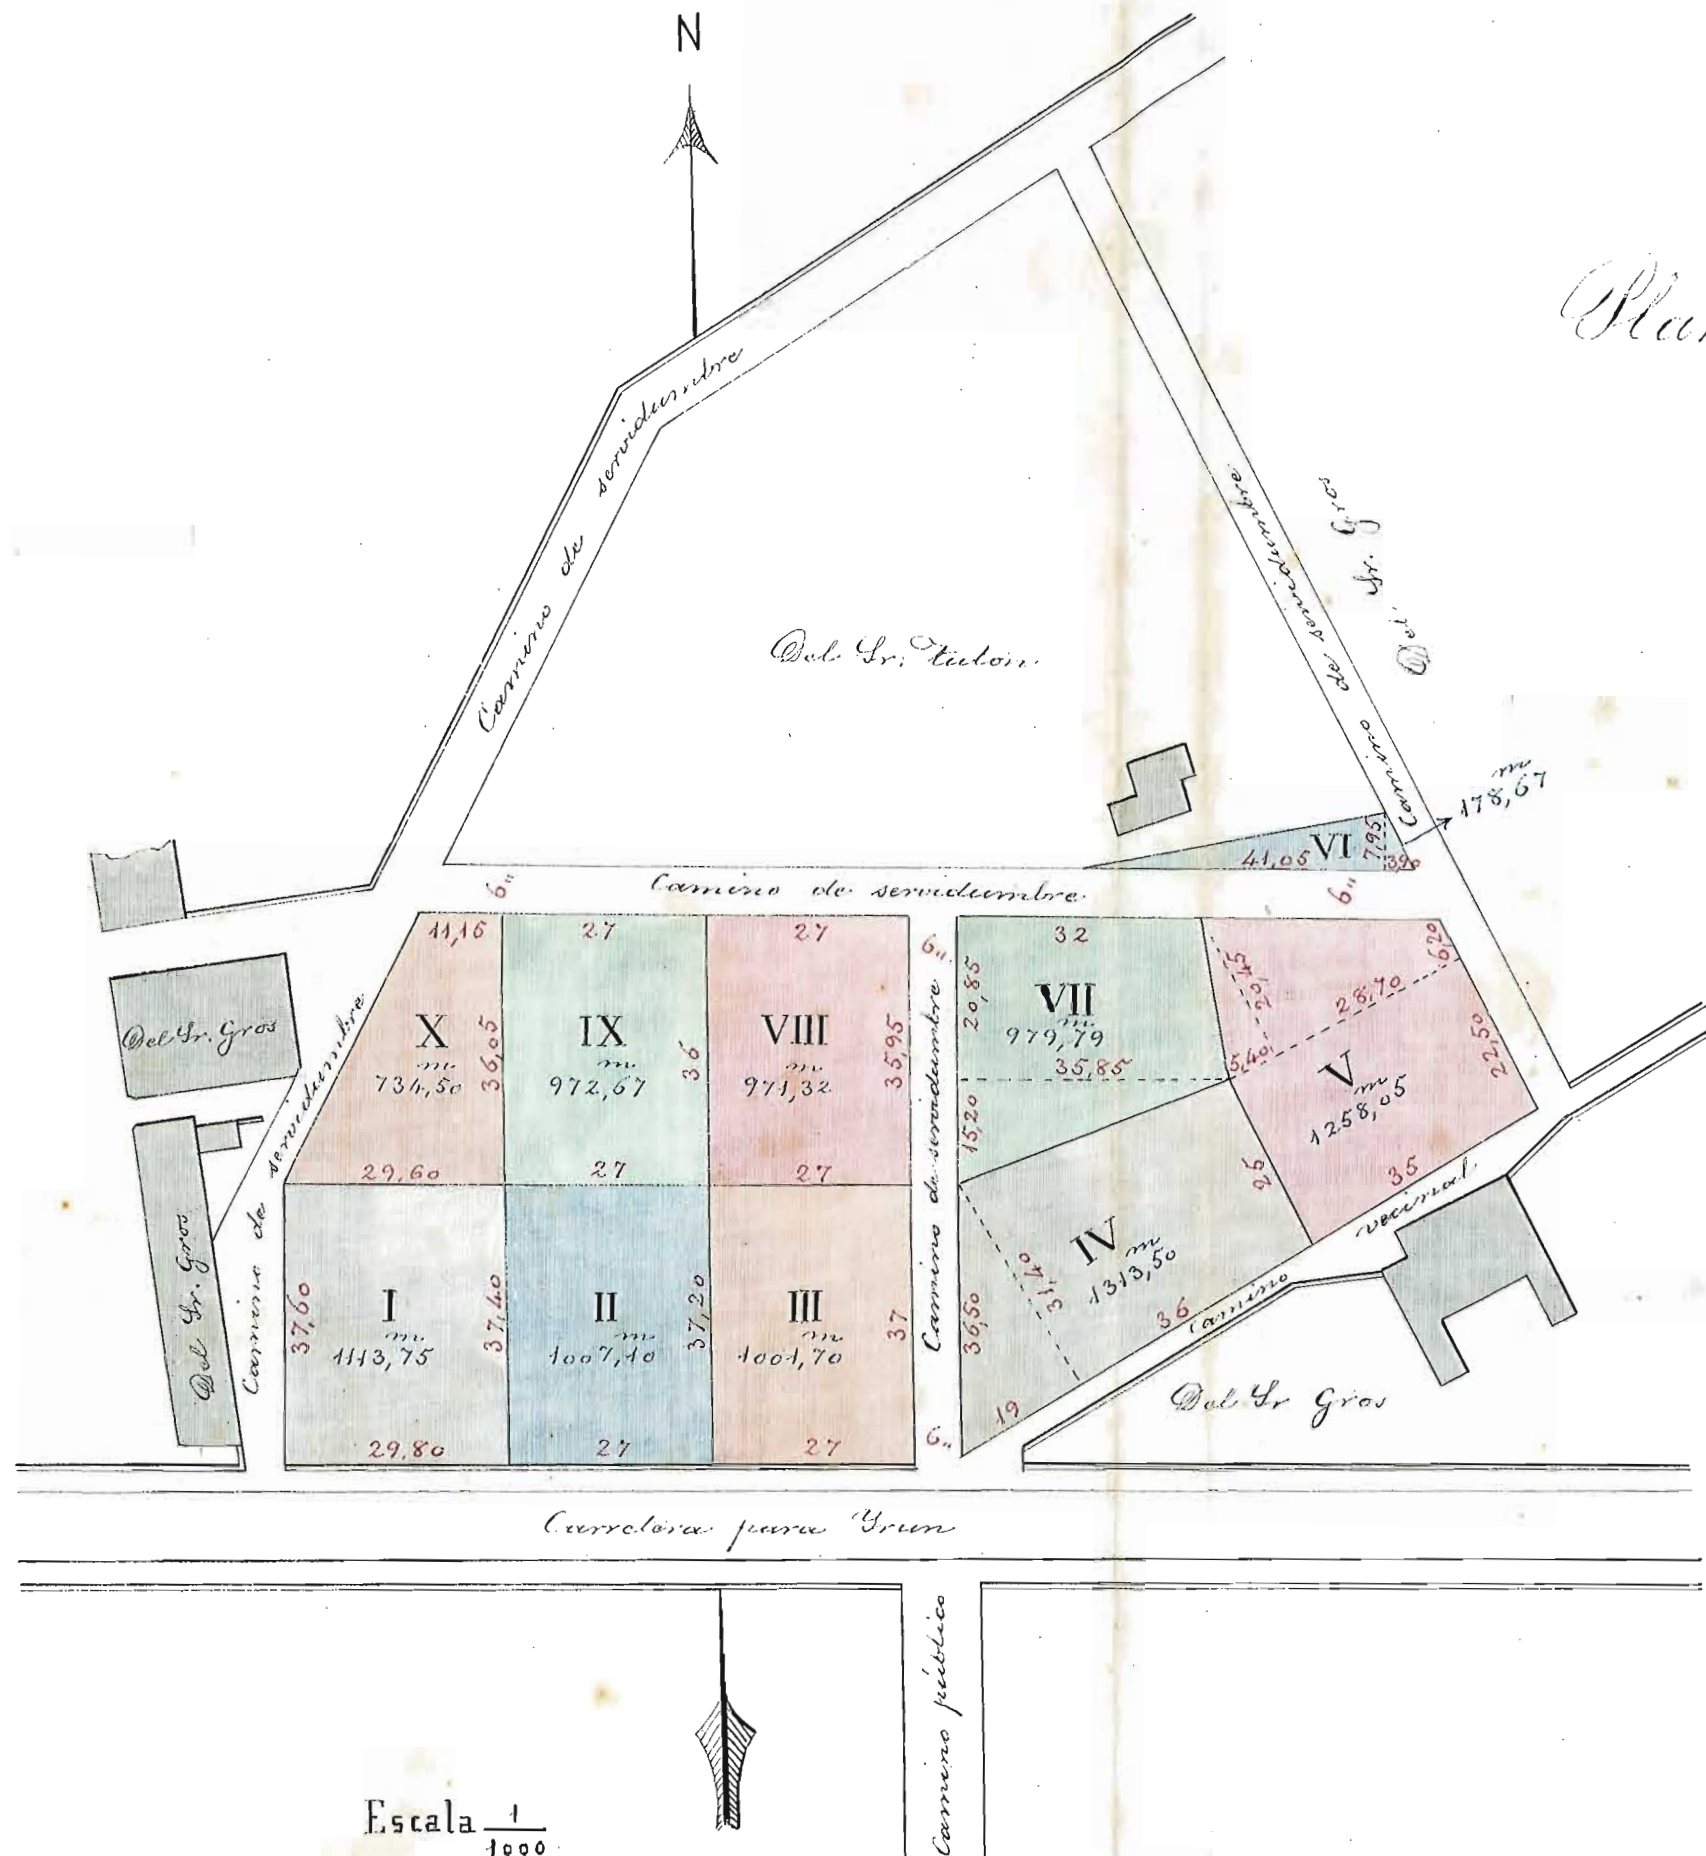 N
Camino de servidumbre
Camino de servidumbre
Del Sr. Gros
Del Sr. Tutón
m
178,67
VI
41,05
7,95
3,90
6"
Camino de servidumbre
6"
11,15
27
27
6"
32
6,20
X
m
734,50
36,05
29,60
IX
m
972,67
36
27
VIII
m
971,32
35,95
27
Camino de servidumbre
20,85
VII
m
979,79
35,85
15,20
20,45
28,70
5,40
V
m
1258,05
22,50
25
35
Del Sr. Gros
Camino de servidumbre
Del Sr. Gros
37,60
I
m
1113,75
37,40
29,80
II
m
1007,10
37,20
27
III
m
1001,70
37
27
6"
36,50
31,40
IV
m
1313,50
36
19
Camino vecinal
Del Sr Gros
Carretera para Yrun
Camino público
Escala 1
1000